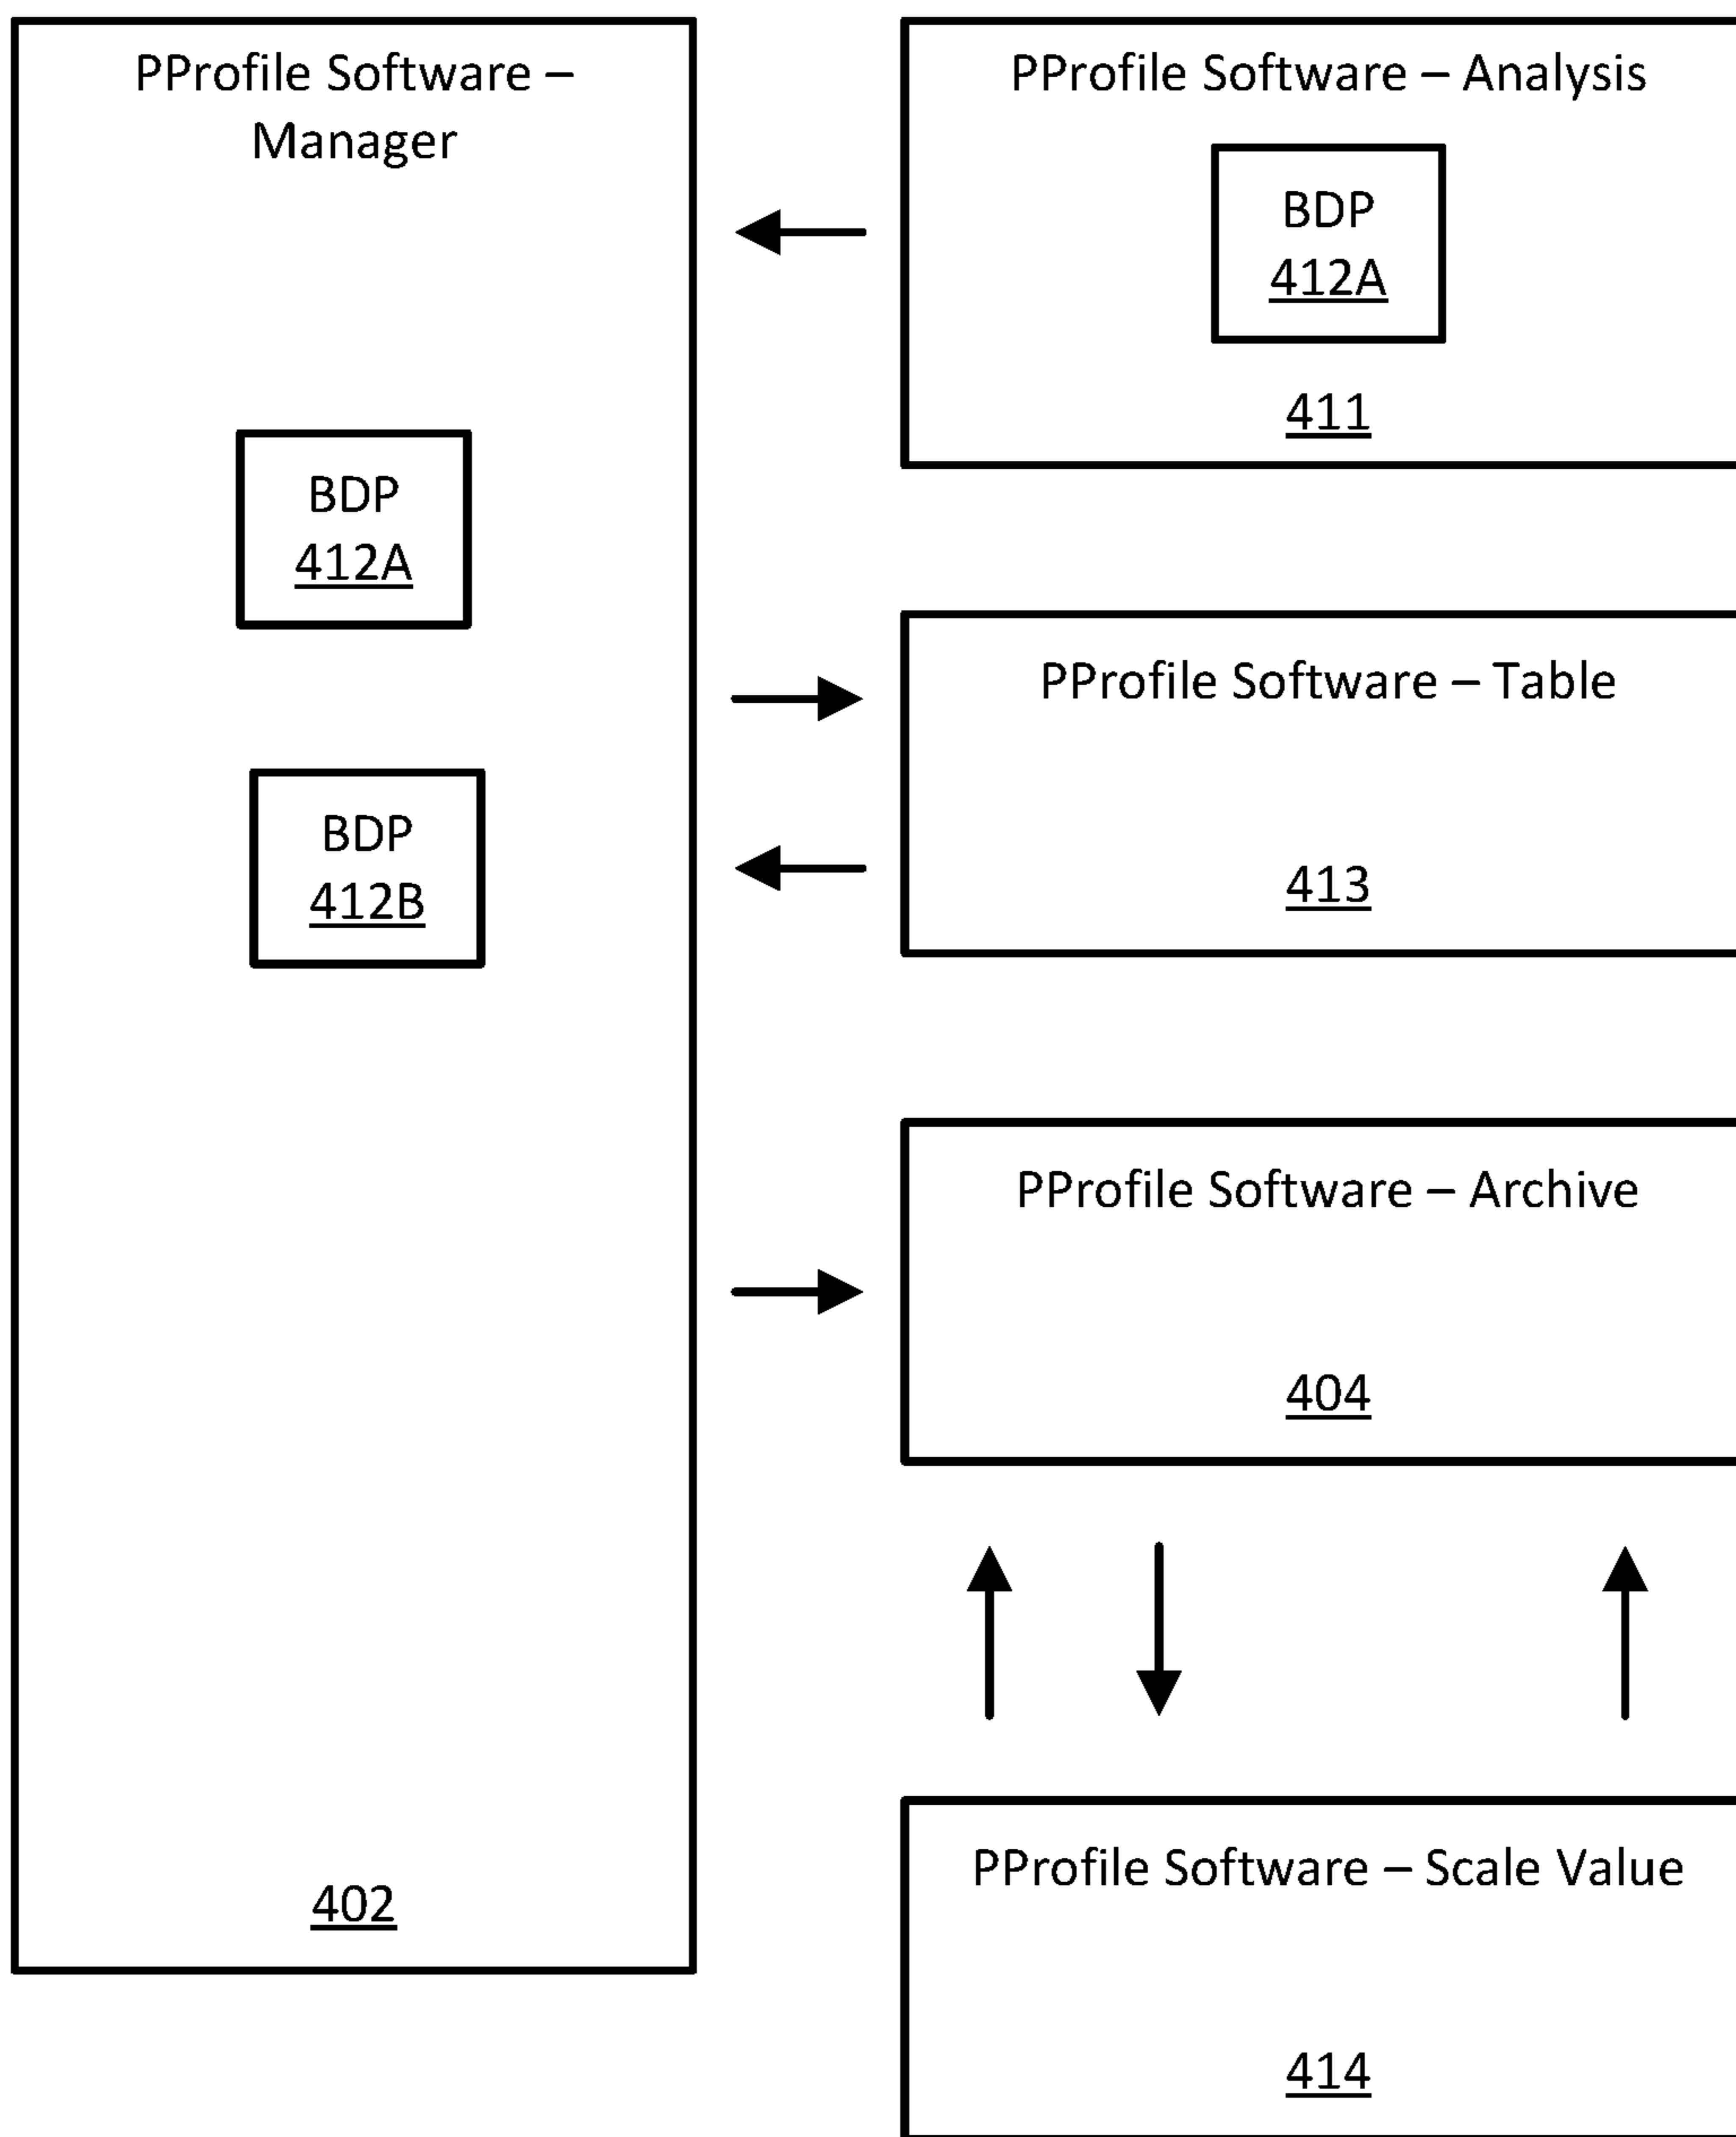 PProfile Software –
Manager
BDP
412A
BDP
412B
402
PProfile Software – Analysis
BDP
412A
411
PProfile Software – Table
413
PProfile Software – Archive
404
PProfile Software – Scale Value
414